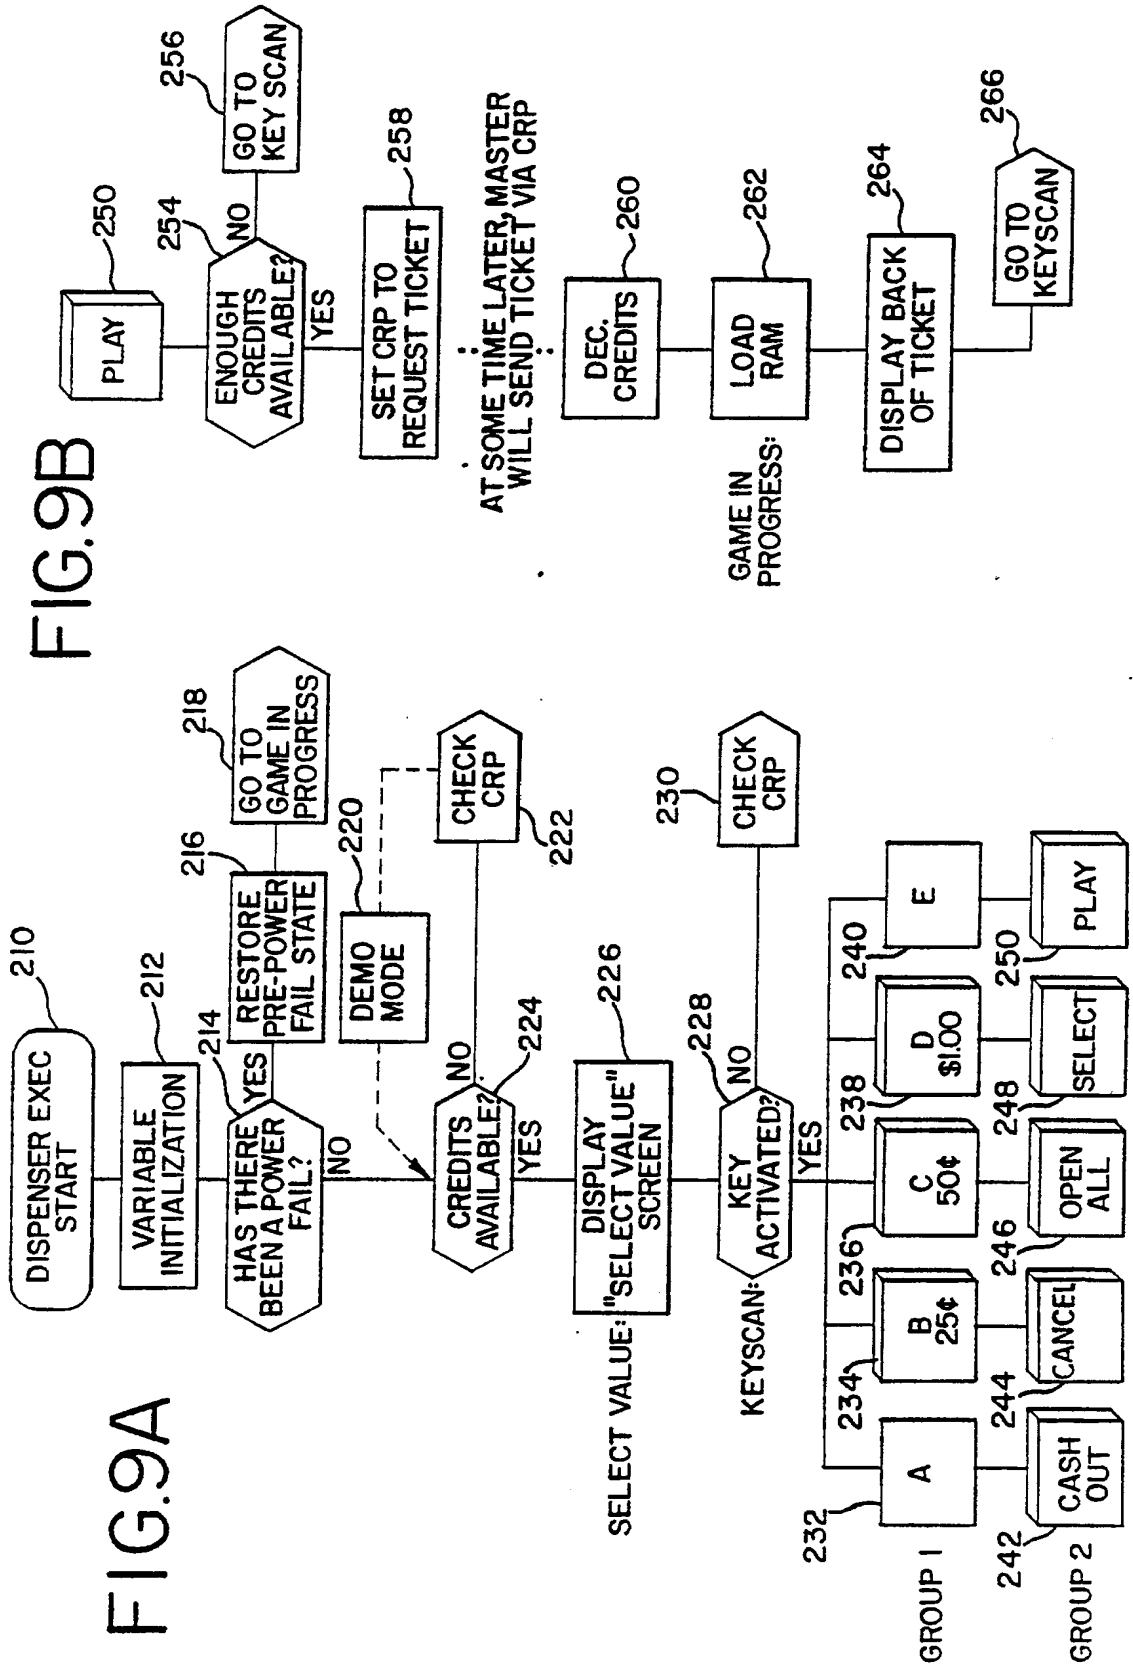 FIG.9A
DISPENSER EXEC
START
210
VARIABLE
INITIALIZATION
212
HAS THERE
BEEN A POWER
FAIL?
214
YES
NO
RESTORE
PRE-POWER
FAIL STATE
216
GO TO
GAME IN
PROGRESS
218
DEMO
MODE
220
CHECK
CRP
222
CREDITS
AVAILABLE?
224
NO
YES
SELECT VALUE:
DISPLAY
"SELECT VALUE"
SCREEN
226
KEYSCAN:
KEY
ACTIVATED?
228
NO
YES
CHECK
CRP
230
GROUP 1
A
232
B
25¢
234
C
50¢
236
D
$1.00
238
E
240
GROUP 2
CASH
OUT
242
CANCEL
244
OPEN
ALL
246
SELECT
248
PLAY
250
FIG.9B
PLAY
250
ENOUGH
CREDITS
AVAILABLE?
254
NO
YES
GO TO
KEY SCAN
256
SET CRP TO
REQUEST TICKET
258
AT SOME TIME LATER, MASTER
WILL SEND TICKET VIA CRP
DEC.
CREDITS
260
GAME IN
PROGRESS:
LOAD
RAM
262
DISPLAY BACK
OF TICKET
264
GO TO
KEYSCAN
266